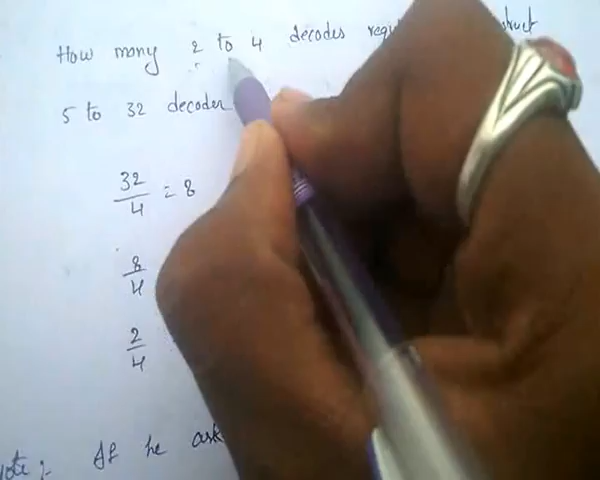 How many 2 to 4 decodes
5 to 32 decoder
32/4 = 8
8/4
2/4
If he ask